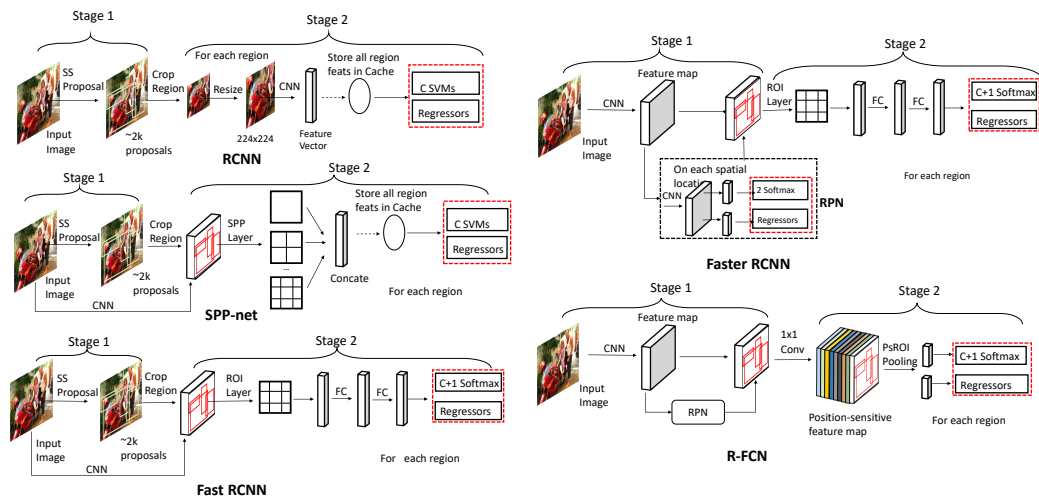 Stage 1
Stage 2
SS
Proposal
Crop
Region
For each region
Resize
CNN
Store all region
feats in Cache
C SVMs
Regressors
Input
Image
~2k
proposals
224x224
Feature
Vector
RCNN
Stage 1
Stage 2
SS
Proposal
Crop
Region
SPP
Layer
Store all region
feats in Cache
C SVMs
Regressors
...
Input
Image
~2k
proposals
CNN
Concate
For each region
SPP-net
Stage 1
Stage 2
SS
Proposal
Crop
Region
ROI
Layer
FC
FC
C+1 Softmax
Regressors
Input
Image
~2k
proposals
CNN
For each region
Fast RCNN
Stage 1
Stage 2
Feature map
CNN
ROI
Layer
FC
FC
C+1 Softmax
Regressors
Input
Image
On each spatial
locati
CNN
2 Softmax
Regressors
RPN
For each region
Faster RCNN
Stage 1
Stage 2
Feature map
CNN
1x1
Conv
PsROI
Pooling
C+1 Softmax
Regressors
Input
Image
RPN
Position-sensitive
feature map
For each region
R-FCN